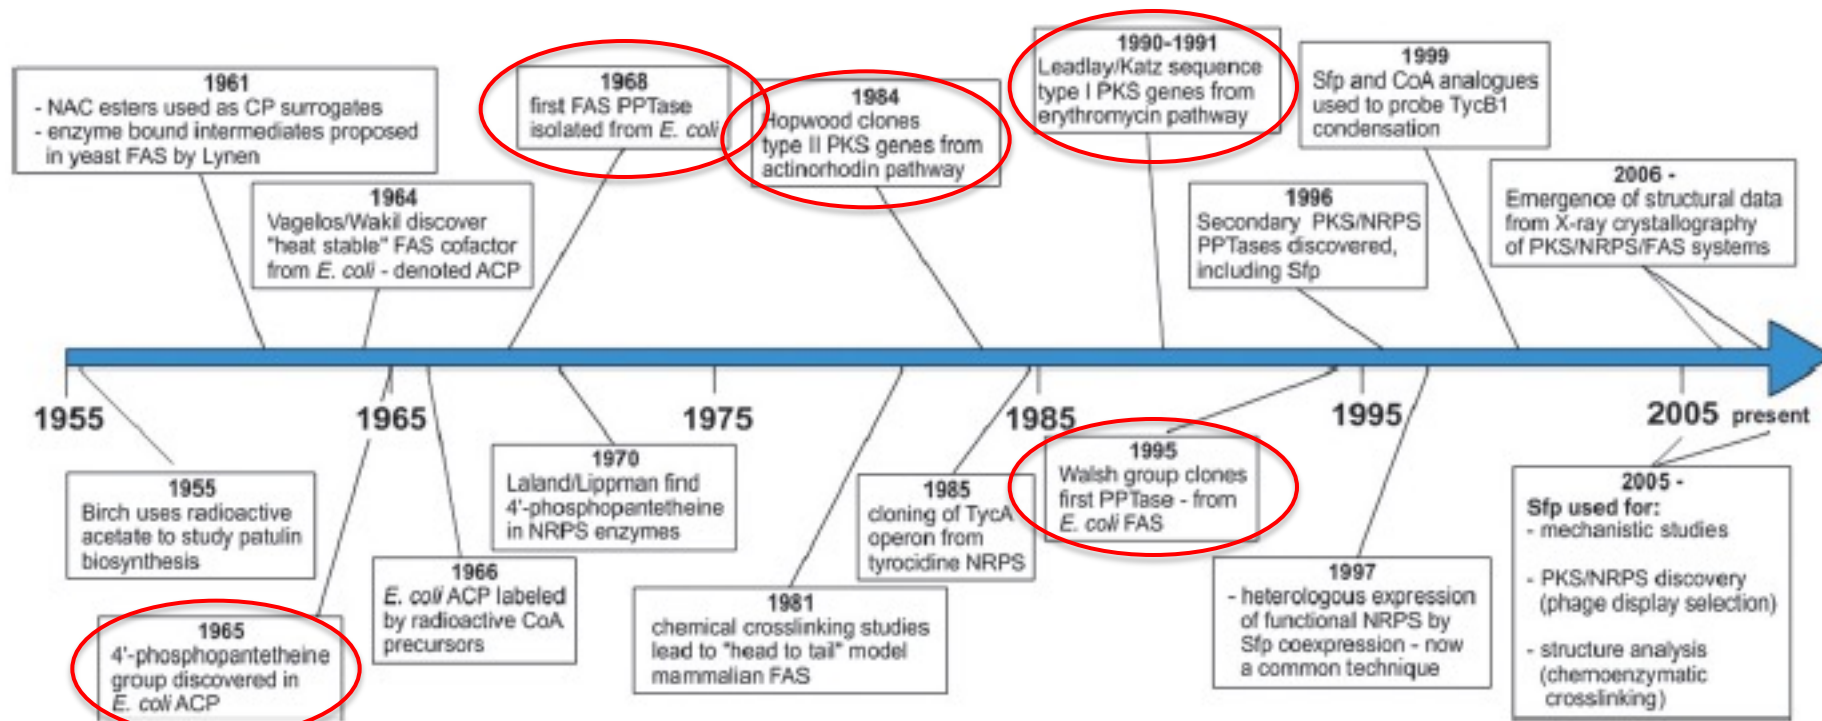 1961
- NAC esters used as CP surrogates
- enzyme bound intermediates proposed
in yeast FAS by Lynen
1964
Vagelos/Wakil discover
"heat stable" FAS cofactor
from E. coli - denoted ACP
1968
first FAS PPTase
isolated from E. coli
1984
Hopwood clones
type II PKS genes from
actinorhodin pathway
1990-1991
Leadlay/Katz sequence
type I PKS genes from
erythromycin pathway
1996
Secondary PKS/NRPS
PPTases discovered,
including Sfp
1999
Sfp and CoA analogues
used to probe TycB1
condensation
2006 -
Emergence of structural data
from X-ray crystallography
of PKS/NRPS/FAS systems
1955
1965
1975
1985
1995
2005
present
1955
Birch uses radioactive
acetate to study patulin
biosynthesis
1965
4'-phosphopantetheine
group discovered in
E. coli ACP
1966
E. coli ACP labeled
by radioactive CoA
precursors
1970
Laland/Lippman find
4'-phosphopantetheine
in NRPS enzymes
1981
chemical crosslinking studies
lead to "head to tail" model
mammalian FAS
1985
cloning of TycA
operon from
tyrocidine NRPS
1995
Walsh group clones
first PPTase - from
E. coli FAS
1997
- heterologous expression
of functional NRPS by
Sfp coexpression - now
a common technique
2005 -
Sfp used for:
- mechanistic studies
- PKS/NRPS discovery
(phage display selection)
- structure analysis
(chemoenzymatic
crosslinking)